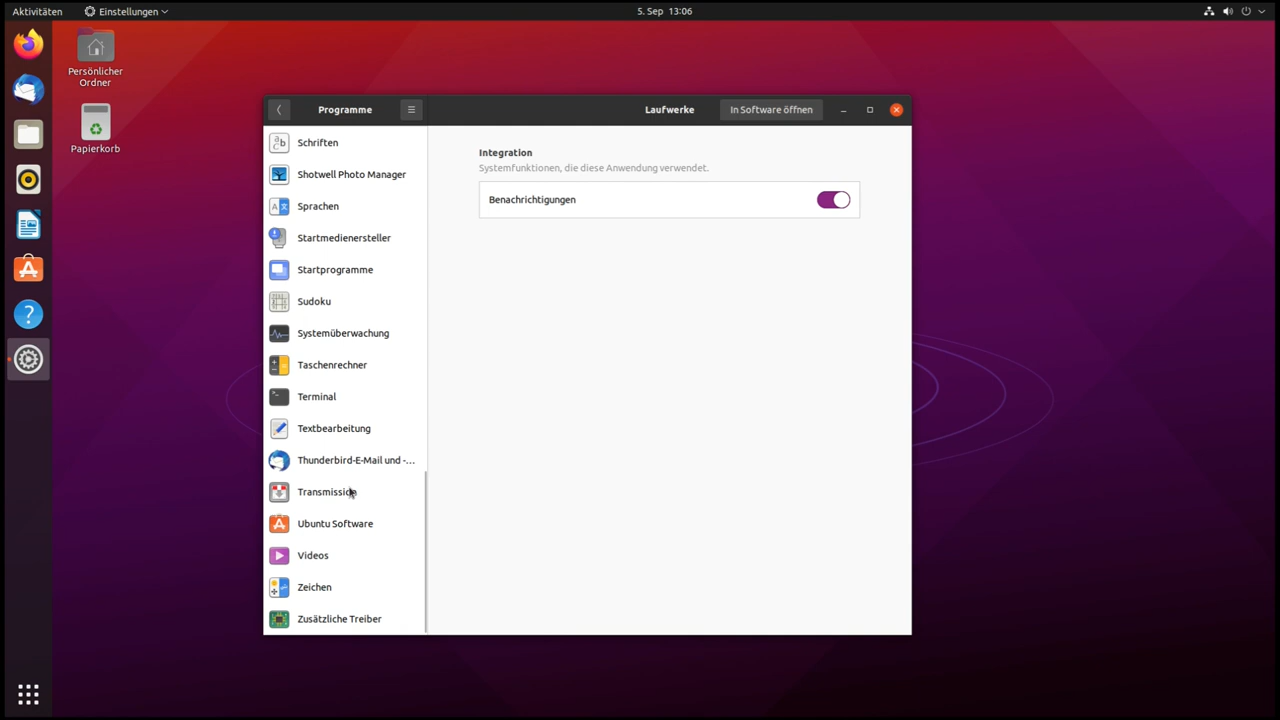 Aktivitäten
Einstellungen
5. Sep 13:06
Persönlicher
Ordner
Papierkorb
Programme
Laufwerke
In Software öffnen
Schriften
Shotwell Photo Manager
Sprachen
Startmedienersteller
Startprogramme
Sudoku
Systemüberwachung
Taschenrechner
Terminal
Textbearbeitung
Thunderbird-E-Mail und -…
Transmission
Ubuntu Software
Videos
Zeichen
Zusätzliche Treiber
Integration
Systemfunktionen, die diese Anwendung verwendet.
Benachrichtigungen